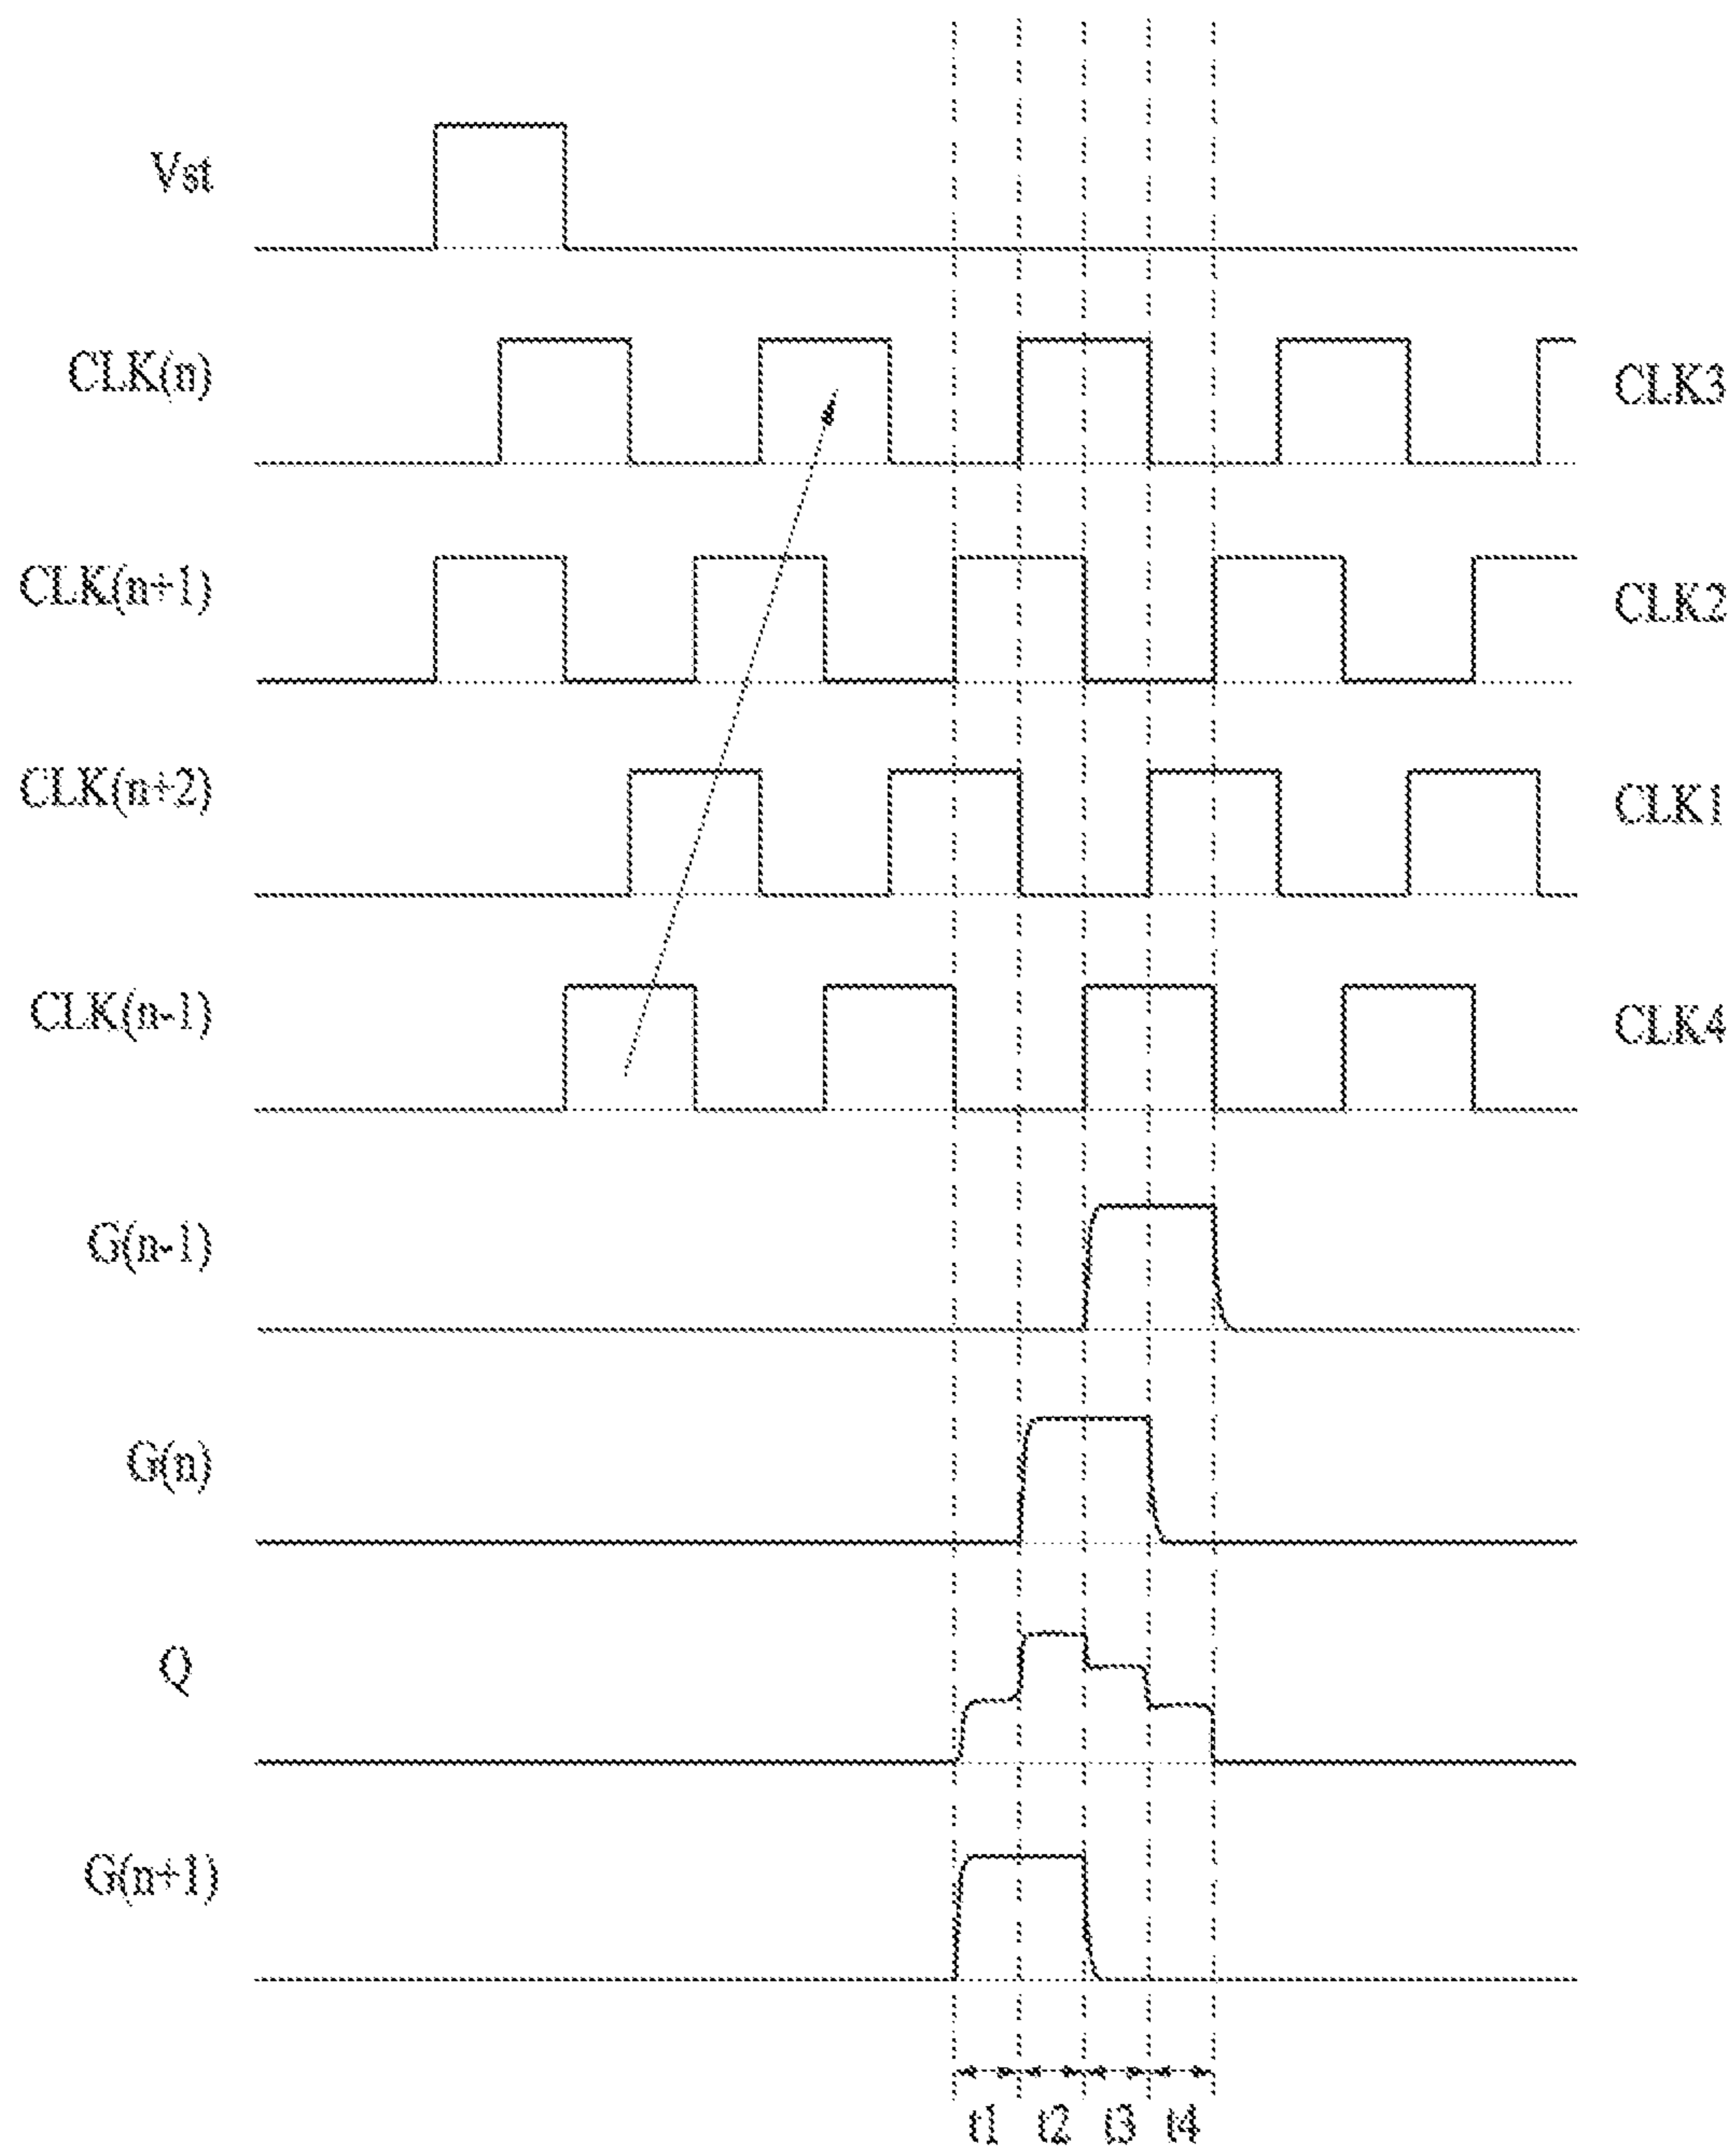 Vst
CLK(n)
CLK3
CLK(n+1)
CLK2
CLK(n+2)
CLK1
CLK(n-1)
CLK4
G(n-1)
G(n)
Q
G(n+1)
t1 t2 t3 t4